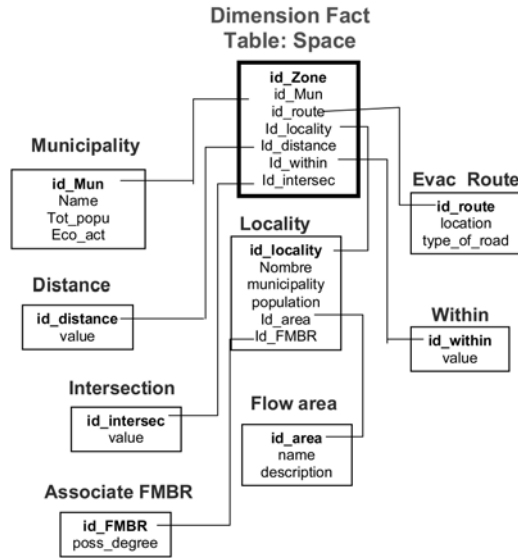 Dimension Fact
Table: Space
id_Zone
id_Mun
id_route
Id_locality
Id_distance
Id_within
Id_intersec
Municipality
id_Mun
Name
Tot_popu
Eco_act
Evac_Route
id_route
location
type_of_road
Locality
id_locality
Nombre
municipality
population
Id_area
Id_FMBR
Distance
id_distance
value
Within
id_within
value
Intersection
id_intersec
value
Flow area
id_area
name
description
Associate FMBR
id_FMBR
poss_degree